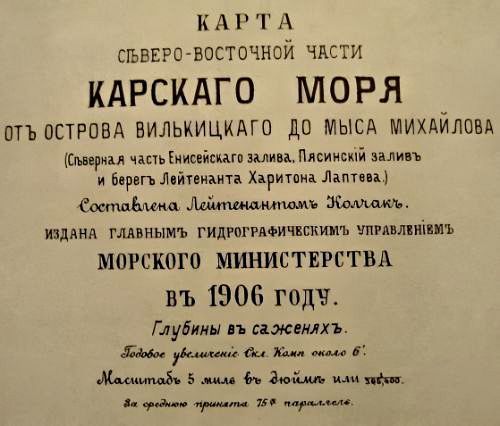 КАРТА
СѢВЕРО-ВОСТОЧНОЙ ЧАСТИ
КАРСКАГО МОРЯ
ОТЪ ОСТРОВА ВИЛЬКИЦКАГО ДО МЫСА МИХАЙЛОВА
(Сѣверная часть Енисейскаго залива, Пясинскій заливъ
и берегъ Лейтенанта Харитона Лаптева.)
Составлена Лейтенантомъ Колчакъ.
ИЗДАНА ГЛАВНЫМЪ ГИДРОГРАФИЧЕСКИМЪ УПРАВЛЕНІЕМЪ
МОРСКОГО МИНИСТЕРСТВА
ВЪ 1906 ГОДУ.
Глубины въ саженяхъ.
Годовое увеличеніе Скл. Комп около 6'.
Масштабъ 5 миль въ дюймѣ или
За среднюю принята 75я параллель.